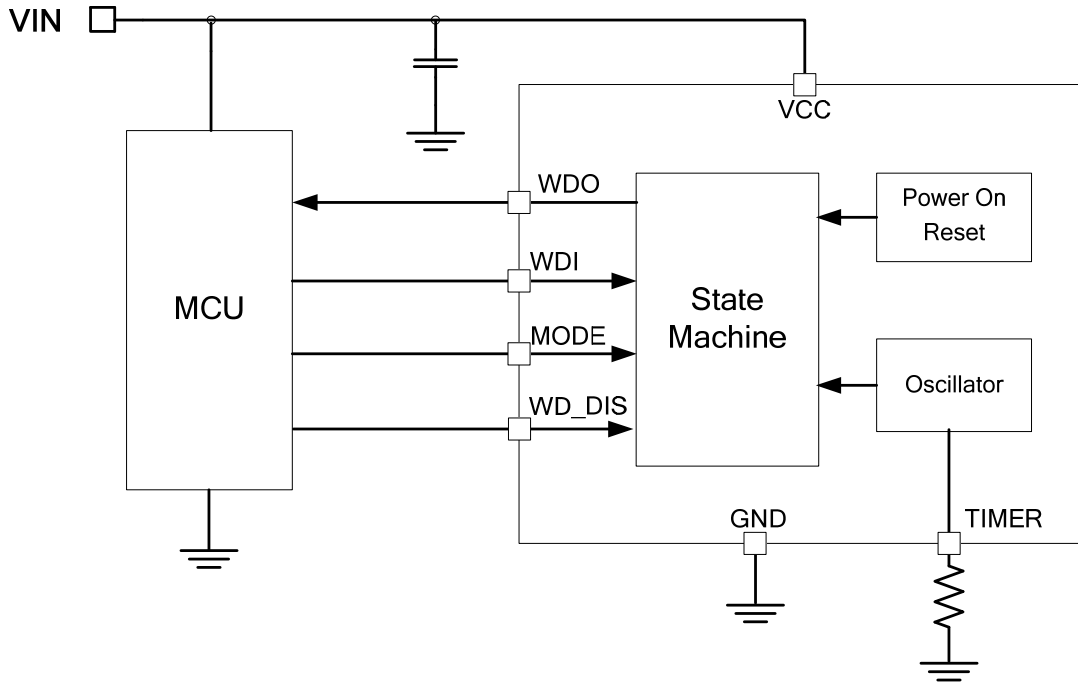 VIN
VCC
WDO
Power On
Reset
WDI
MCU
State
Machine
MODE
Oscillator
WD_DIS
GND
TIMER